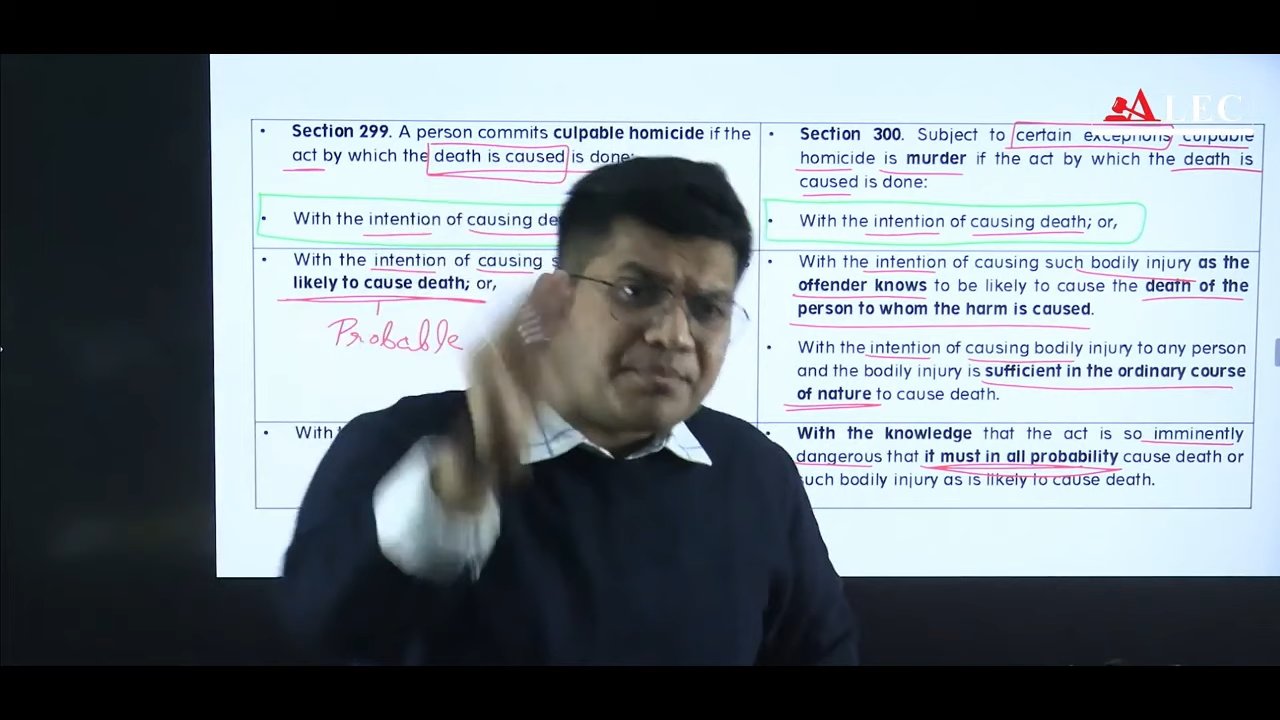 ALEC
Section 299. A person commits culpable homicide if the
act by which the death is caused is done:
With the intention of causing
With the intention of causing
likely to cause death; or,
Probable
With
Section 300. Subject to certain exceptions culpable
homicide is murder if the act by which the death is
caused is done:
With the intention of causing death; or,
With the intention of causing such bodily injury as the
offender knows to be likely to cause the death of the
person to whom the harm is caused.
With the intention of causing bodily injury to any person
and the bodily injury is sufficient in the ordinary course
of nature to cause death.
With the knowledge that the act is so imminently
dangerous that it must in all probability cause death or
such bodily injury as is likely to cause death.